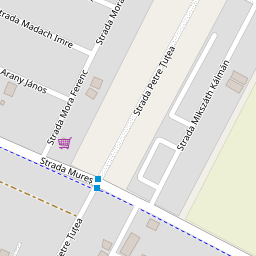 Strada Madach Imre
Strada Mora
Arany János
Strada Mora Ferenc
Strada Petre Țuțea
Strada Mikszáth Kálmán
Strada Mureș
Petre Țuțea